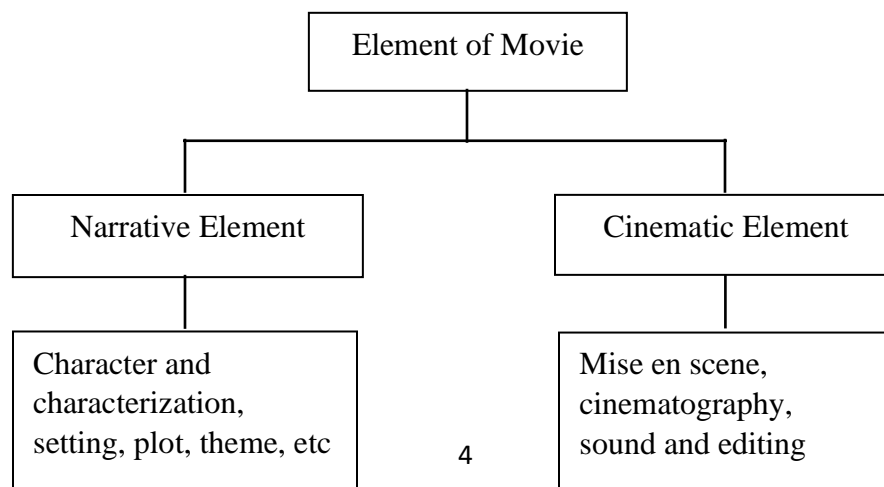 Element of Movie
Narrative Element
Cinematic Element
Character and
characterization,
setting, plot, theme, etc
Mise en scene,
cinematography,
sound and editing
4